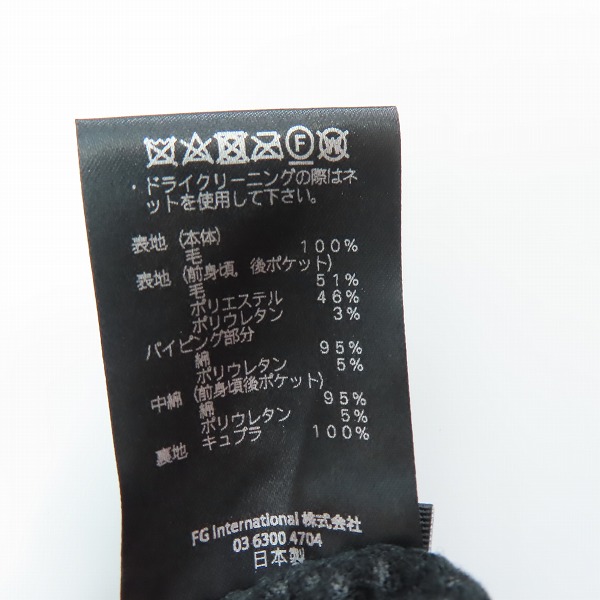 ・ドライクリーニングの際はネ
ットを使用して下さい。
表地 (本体)
毛 100%
表地 (前身頃 後ポケット)
毛 51%
ポリエステル 46%
ポリウレタン 3%
パイピング部分
綿 95%
ポリウレタン 5%
中綿 (前身頃後ポケット)
綿 95%
ポリウレタン 5%
裏地 キュプラ 100%
FG International 株式会社
03 6300 4704
日本製